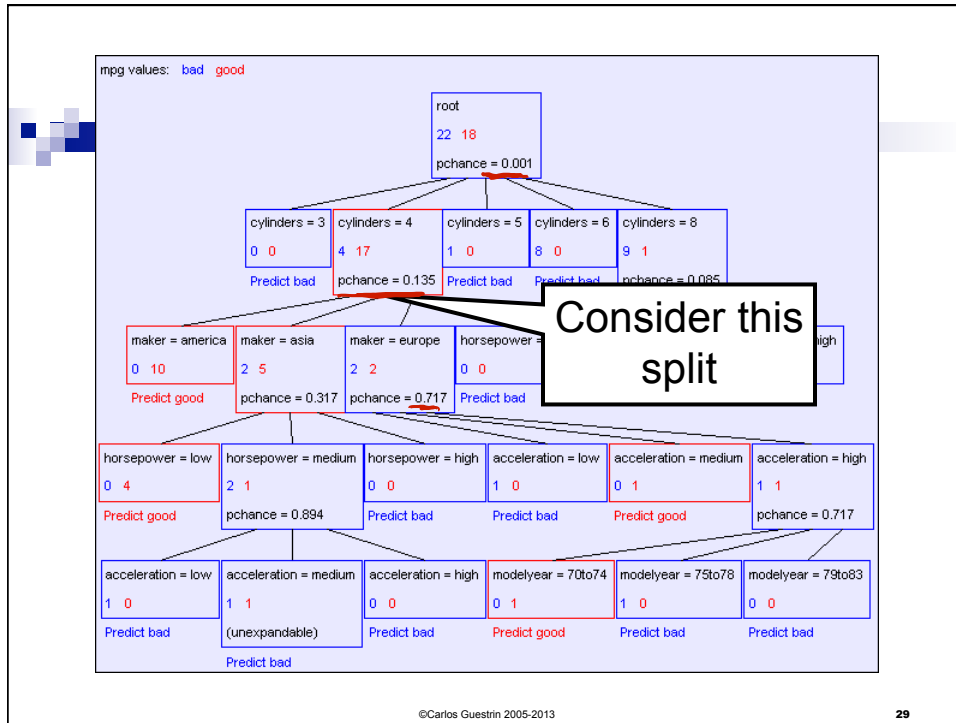 mpg values: bad good
root
22 18
pchance = 0.001
cylinders = 3
0 0
Predict bad
cylinders = 4
4 17
pchance = 0.135
cylinders = 5
1 0
Predict bad
cylinders = 6
8 0
Predict bad
cylinders = 8
9 1
pchance = 0.085
Consider this
split
maker = america
0 10
Predict good
maker = asia
2 5
pchance = 0.317
maker = europe
2 2
pchance = 0.717
horsepower =
0 0
Predict bad
high
horsepower = low
0 4
Predict good
horsepower = medium
2 1
pchance = 0.894
horsepower = high
0 0
Predict bad
acceleration = low
1 0
Predict bad
acceleration = medium
0 1
Predict good
acceleration = high
1 1
pchance = 0.717
acceleration = low
1 0
Predict bad
acceleration = medium
1 1
(unexpandable)
Predict bad
acceleration = high
0 0
Predict bad
modelyear = 70to74
0 1
Predict good
modelyear = 75to78
1 0
Predict bad
modelyear = 79to83
0 0
Predict bad
©Carlos Guestrin 2005-2013
29